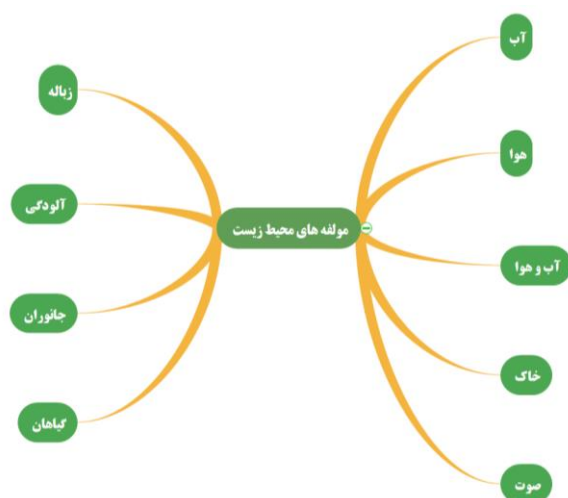 مولفه های محیط زیست
آب
هوا
آب و هوا
خاک
صوت
زباله
آلودگی
جانوران
گیاهان